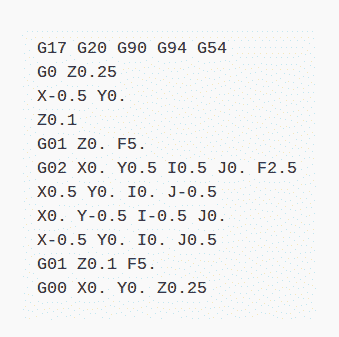 G17 G20 G90 G94 G54
G0 Z0.25
X-0.5 Y0.
Z0.1
G01 Z0. F5.
G02 X0. Y0.5 I0.5 J0. F2.5
X0.5 Y0. I0. J-0.5
X0. Y-0.5 I-0.5 J0.
X-0.5 Y0. I0. J0.5
G01 Z0.1 F5.
G00 X0. Y0. Z0.25